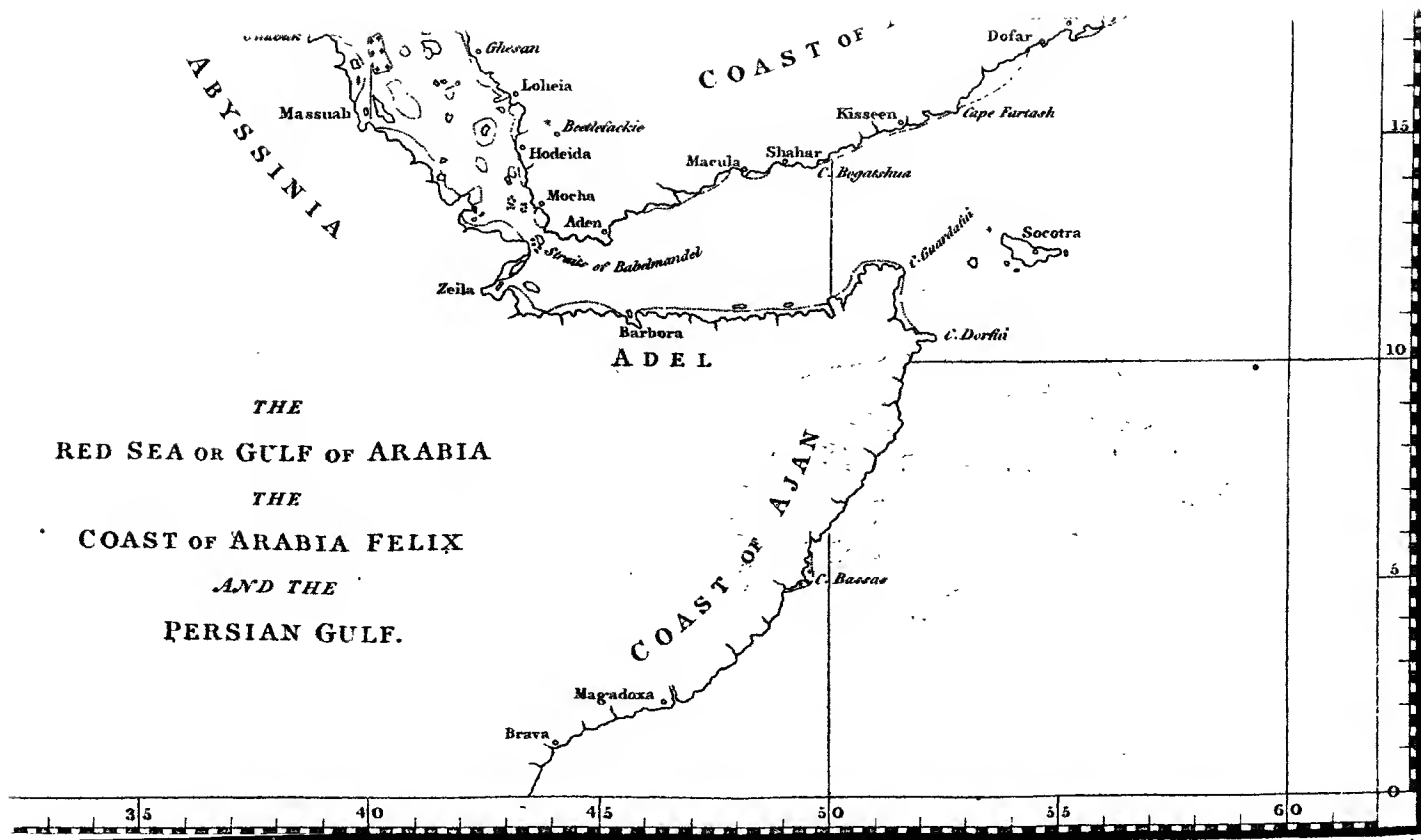 Ghesan
COAST OF
Dofar
ABYSSINIA
Loheia
Massuah
Beetlefackie
Kisseen
Cape Fartash
15
Hodeida
Macula
Shahar
C. Begatshua
Mocha
Aden
C. Guardafui
Socotra
Straits of Babelmandel
Zeila
Barbora
C. Dorfui
ADEL
10
THE
RED SEA OR GULF OF ARABIA
THE
COAST OF ARABIA FELIX
AND THE
PERSIAN GULF.
COAST OF AJAN
C. Bassas
5
Magadoxa
Brava
0
35
40
45
50
55
60